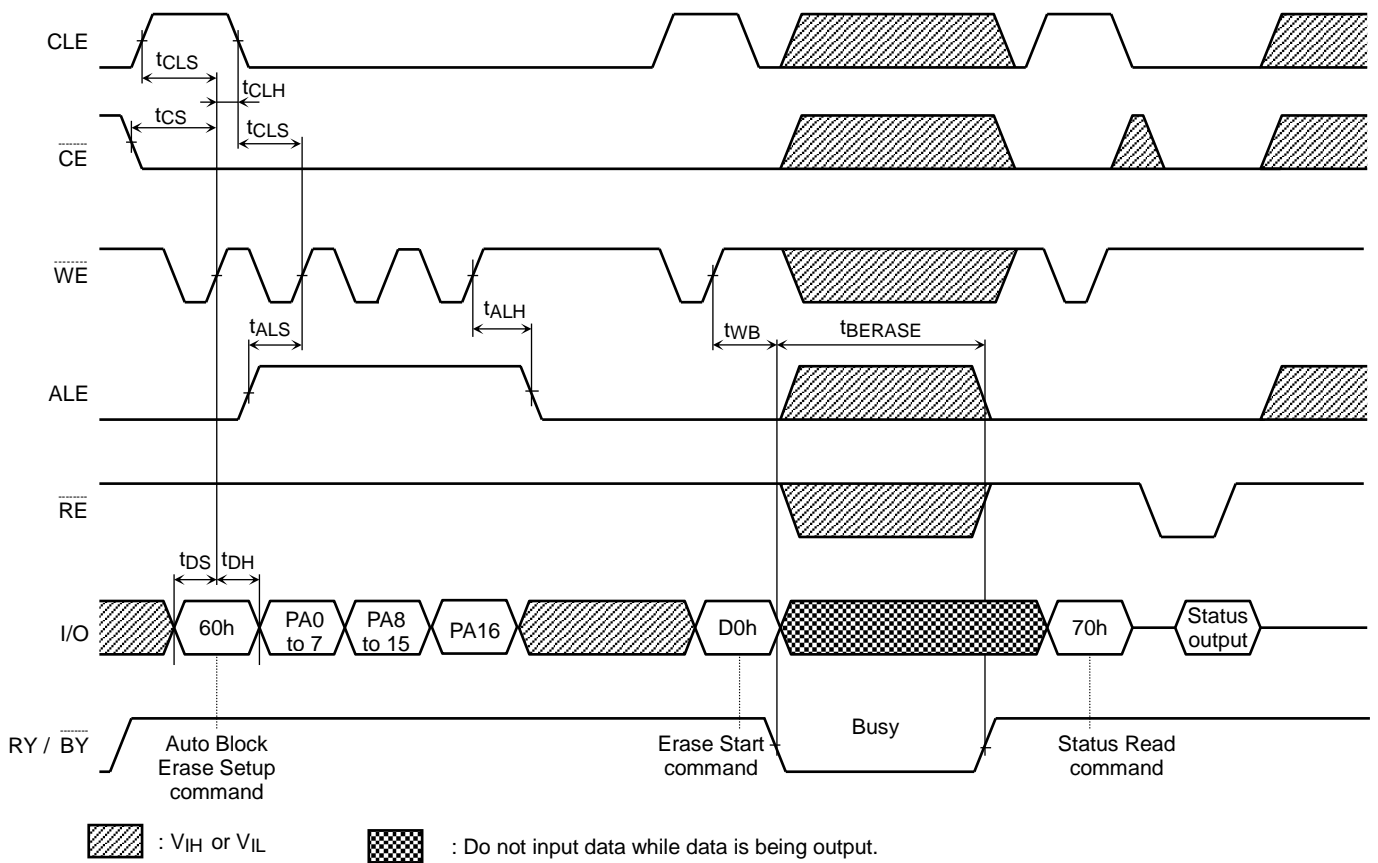 CLE
tCLS
tCLH
tCS
tCLS
CE
WE
tALS
tALH
tWB
tBERASE
ALE
RE
tDS
tDH
I/O
60h
PA0
to 7
PA8
to 15
PA16
D0h
70h
Status
output
RY / BY
Busy
Auto Block
Erase Setup
command
Erase Start
command
Status Read
command
: VIH or VIL
: Do not input data while data is being output.